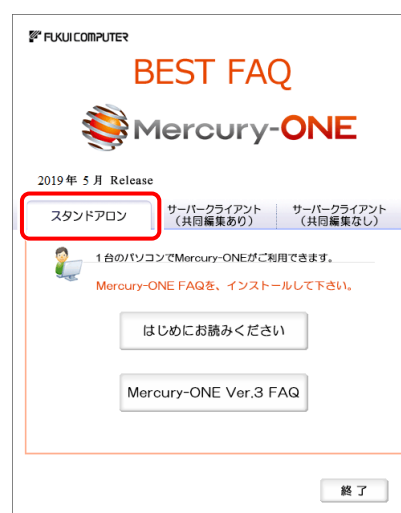 FUKUI COMPUTER
BEST FAQ
Mercury-ONE
2019年 5月 Release
スタンドアロン
サーバークライアント
（共同編集あり）
サーバークライアント
（共同編集なし）
1台のパソコンでMercury-ONEがご利用できます。
Mercury-ONE FAQを、インストールして下さい。
はじめにお読みください
Mercury-ONE Ver.3 FAQ
終了